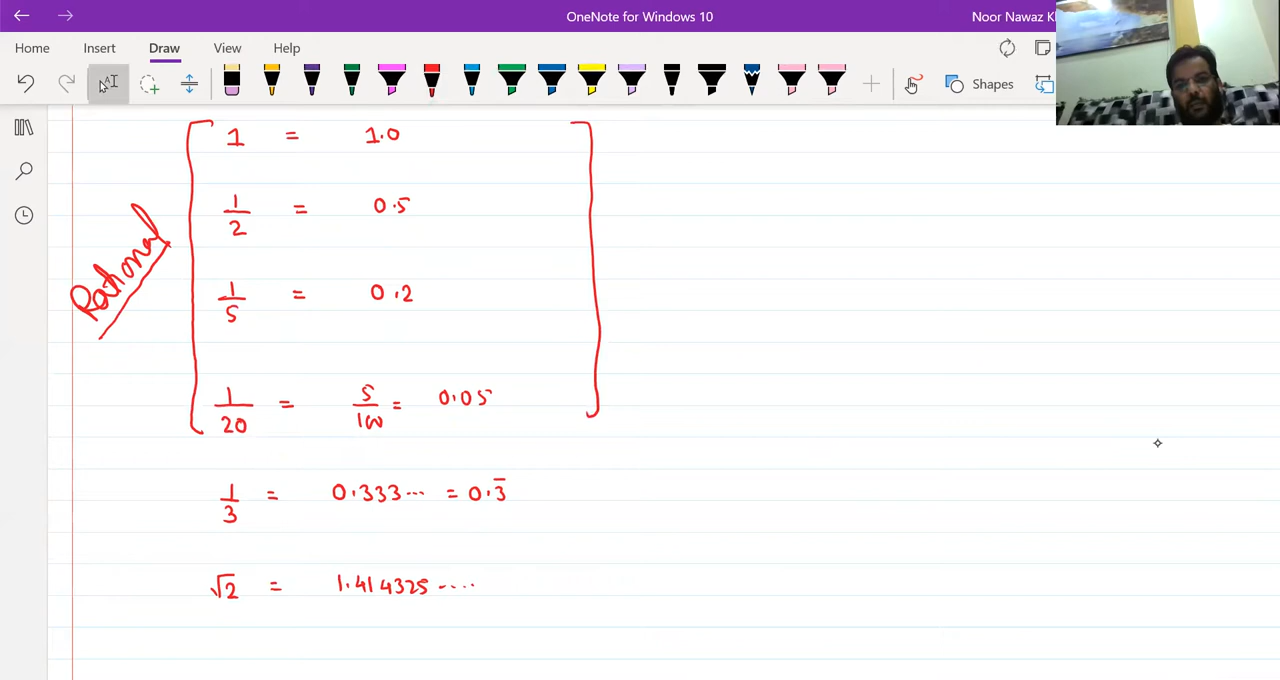 OneNote for Windows 10
Noor Nawaz Kh
Home Insert Draw View Help
Shapes
1 = 1.0
1/2 = 0.5
Rational
1/5 = 0.2
1/20 = 5/100 = 0.05
1/3 = 0.333... = 0.3̅
√2 = 1.414325.....